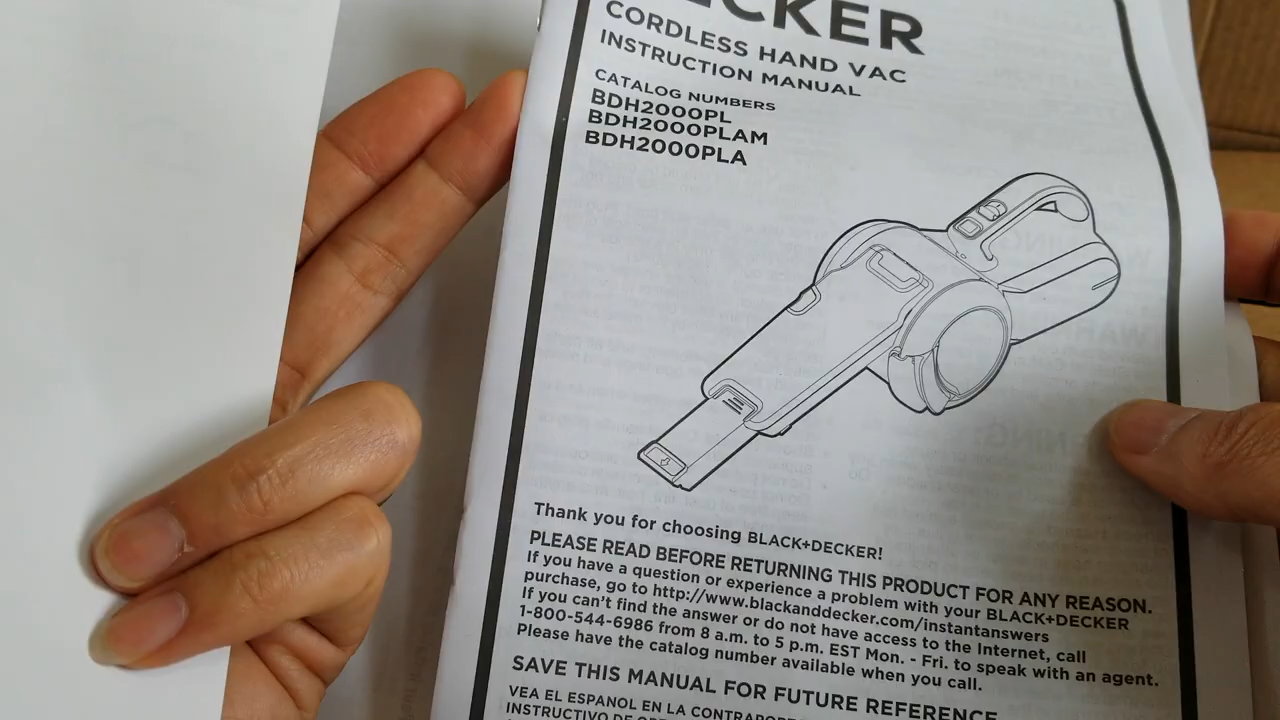 ECKER
CORDLESS HAND VAC
INSTRUCTION MANUAL
CATALOG NUMBERS
BDH2000PL
BDH2000PLAM
BDH2000PLA
Thank you for choosing BLACK+DECKER!
PLEASE READ BEFORE RETURNING THIS PRODUCT FOR ANY REASON.
If you have a question or experience a problem with your BLACK+DECKER
purchase, go to http://www.blackanddecker.com/instantanswers
If you can't find the answer or do not have access to the Internet, call
1-800-544-6986 from 8 a.m. to 5 p.m. EST Mon. - Fri. to speak with an agent.
Please have the catalog number available when you call.
SAVE THIS MANUAL FOR FUTURE REFERENCE
VEA EL ESPANOL EN LA
INSTRUCTIVO DE